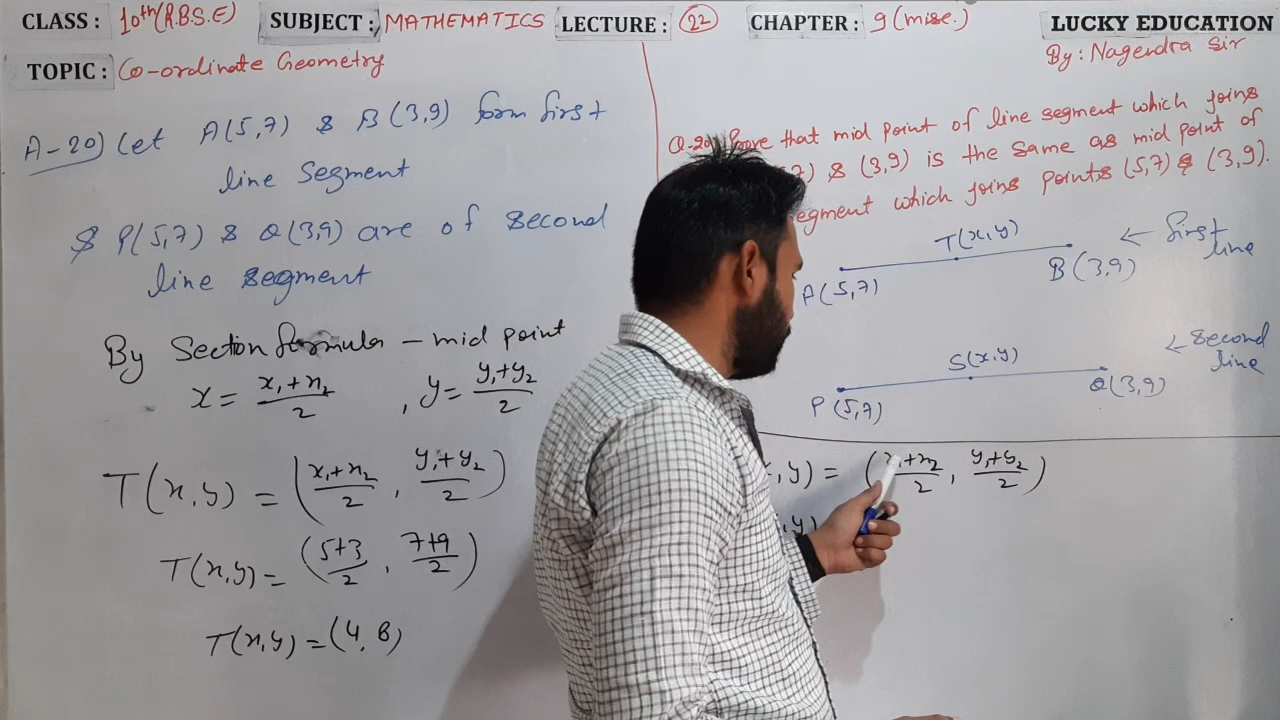 CLASS : 10th (R.B.S.E) SUBJECT : MATHEMATICS LECTURE : 22 CHAPTER : 9 (mise.) LUCKY EDUCATION
By : Nagendra Sir
TOPIC : Co-ordinate Geometry
A-20) Let A(5,7) & B(3,9) form first
line segment
& P(5,7) & Q(3,9) are of second
line segment
By Section formula - mid point
x = (x₁+x₂)/2 , y = (y₁+y₂)/2
T(x,y) = ((x₁+x₂)/2 , (y₁+y₂)/2)
T(x,y) = ((5+3)/2 , (7+9)/2)
T(x,y) = (4, 8)
Q-20) Prove that mid point of line segment which joins
7) & (3,9) is the same as mid point of
egment which joins points (5,7) & (3,9).
T(x,y)
A(5,7)
B(3,9)
← first
line
S(x,y)
P(5,7)
Q(3,9)
← second
line
,y) = (x₁+x₂)/2 , (y₁+y₂)/2)
,y)